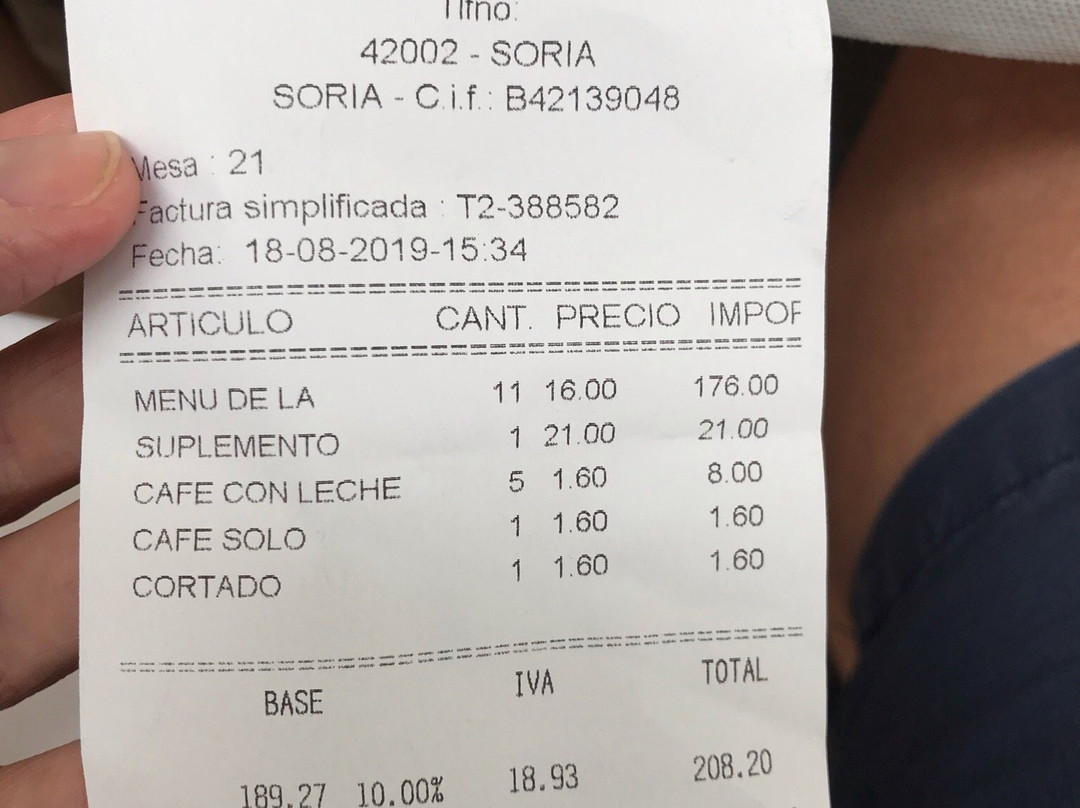 Tlfno:
42002 - SORIA
SORIA - C.i.f.: B42139048
Mesa : 21
Factura simplificada : T2-388582
Fecha: 18-08-2019-15:34
ARTICULO CANT. PRECIO IMPOR
MENU DE LA 11 16.00 176.00
SUPLEMENTO 1 21.00 21.00
CAFE CON LECHE 5 1.60 8.00
CAFE SOLO 1 1.60 1.60
CORTADO 1 1.60 1.60
BASE IVA TOTAL
189.27 10.00% 18.93 208.20